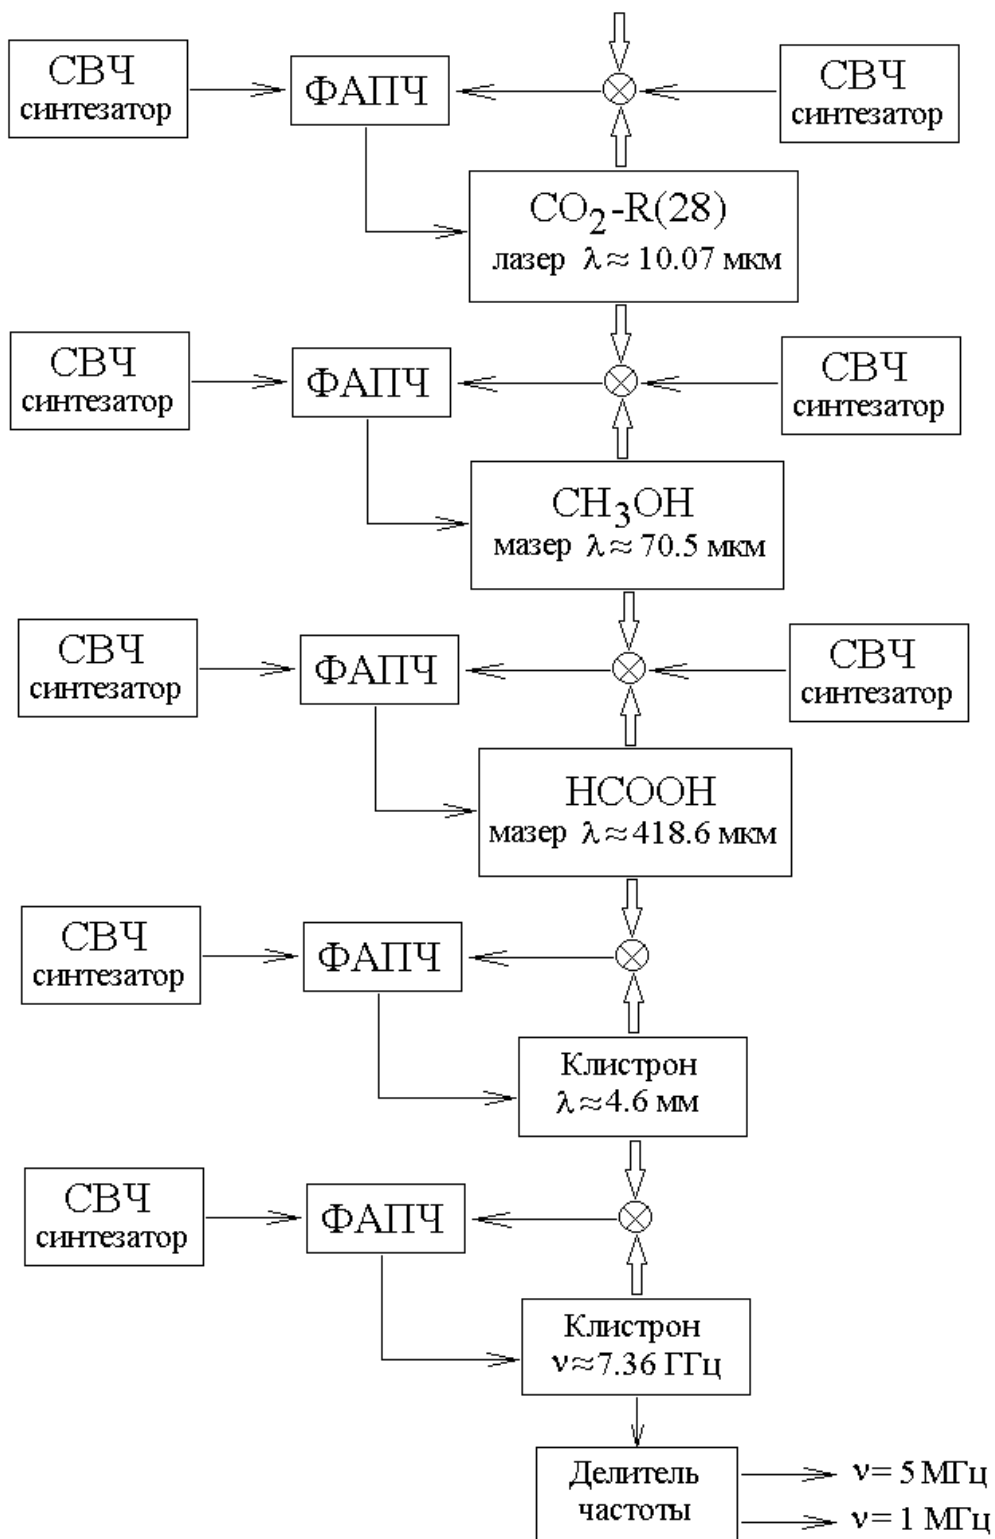 СВЧ
синтезатор
ФАПЧ
СВЧ
синтезатор
CO2-R(28)
лазер λ≈ 10.07 мкм
СВЧ
синтезатор
ФАПЧ
СВЧ
синтезатор
CH3OH
мазер λ≈ 70.5 мкм
СВЧ
синтезатор
ФАПЧ
СВЧ
синтезатор
HCOOH
мазер λ≈418.6 мкм
СВЧ
синтезатор
ФАПЧ
Клистрон
λ≈4.6 мм
СВЧ
синтезатор
ФАПЧ
Клистрон
ν≈7.36 ГГц
Делитель
частоты
ν= 5 МГц
ν= 1 МГц